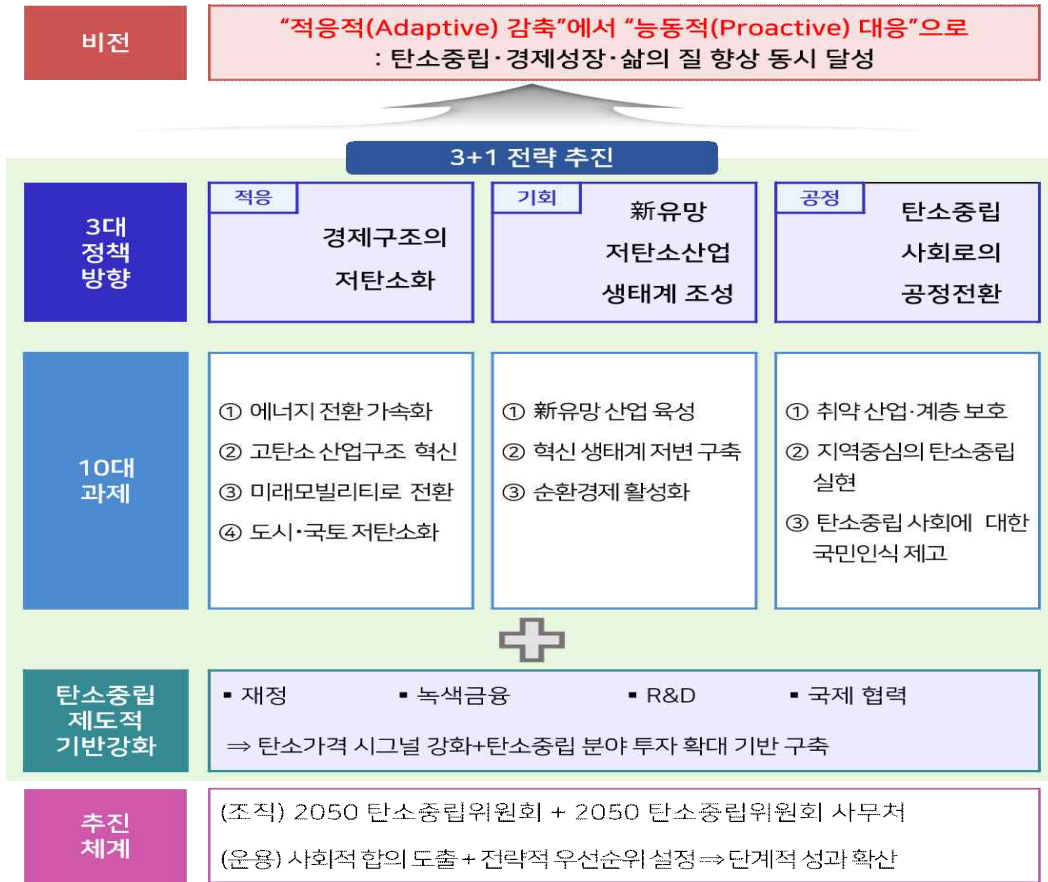 비전
“적응적(Adaptive) 감축”에서 “능동적(Proactive) 대응”으로
: 탄소중립·경제성장·삶의 질 향상 동시 달성
3+1 전략 추진
3대
정책
방향
적응
경제구조의
저탄소화
기회
新유망
저탄소산업
생태계 조성
공정
탄소중립
사회로의
공정전환
10대
과제
① 에너지 전환 가속화
② 고탄소 산업구조 혁신
③ 미래모빌리티로 전환
④ 도시·국토 저탄소화
① 新유망 산업 육성
② 혁신 생태계 저변 구축
③ 순환경제 활성화
① 취약 산업·계층 보호
② 지역중심의 탄소중립
실현
③ 탄소중립 사회에 대한
국민인식 제고
탄소중립
제도적
기반강화
▪ 재정 ▪ 녹색금융 ▪ R&D ▪ 국제 협력
⇒ 탄소가격 시그널 강화+탄소중립 분야 투자 확대 기반 구축
추진
체계
(조직) 2050 탄소중립위원회 + 2050 탄소중립위원회 사무처
(운용) 사회적 합의 도출 + 전략적 우선순위 설정⇒단계적 성과 확산